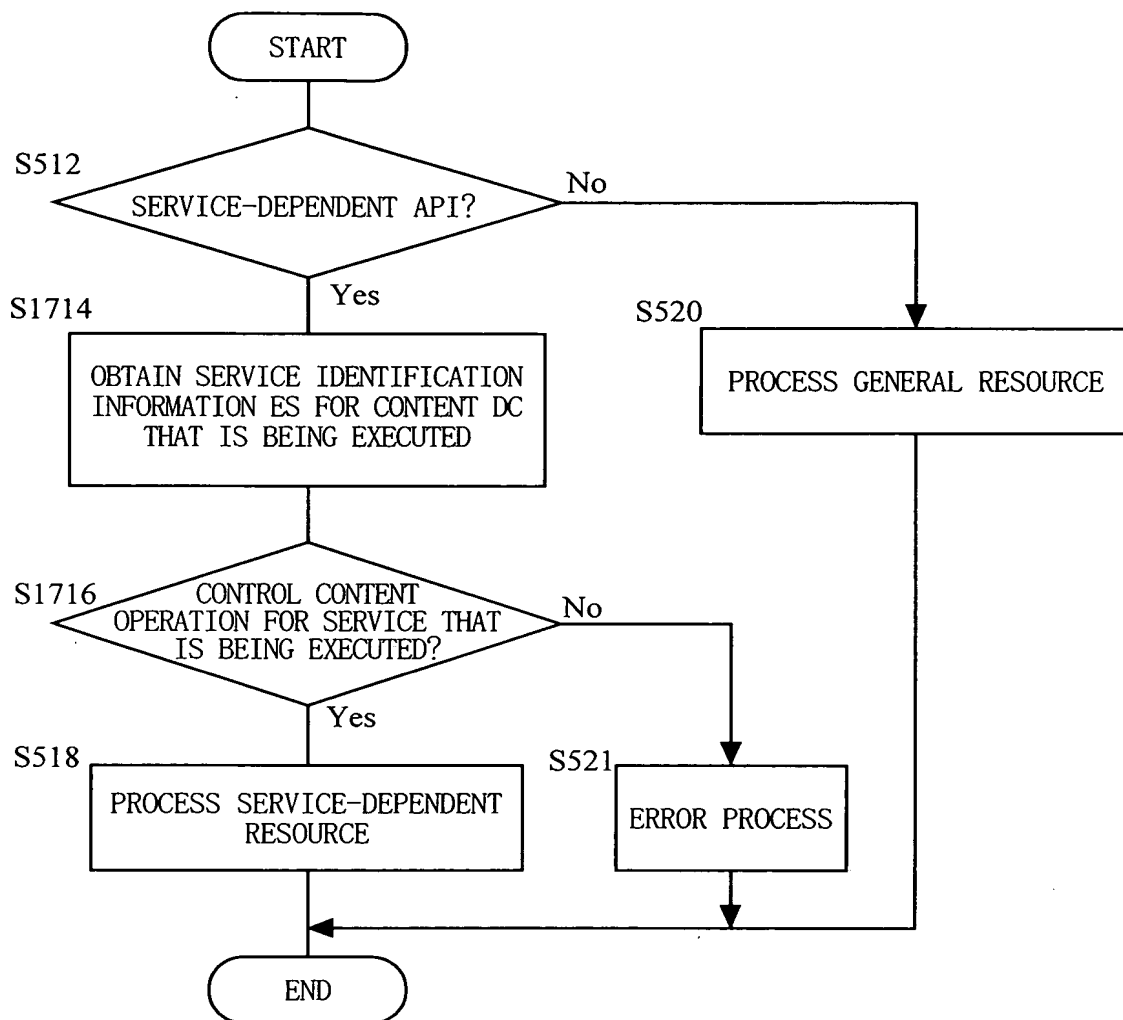 START
S512
SERVICE-DEPENDENT API?
No
Yes
S1714
OBTAIN SERVICE IDENTIFICATION
INFORMATION ES FOR CONTENT DC
THAT IS BEING EXECUTED
S520
PROCESS GENERAL RESOURCE
S1716
CONTROL CONTENT
OPERATION FOR SERVICE THAT
IS BEING EXECUTED?
No
Yes
S518
PROCESS SERVICE-DEPENDENT
RESOURCE
S521
ERROR PROCESS
END